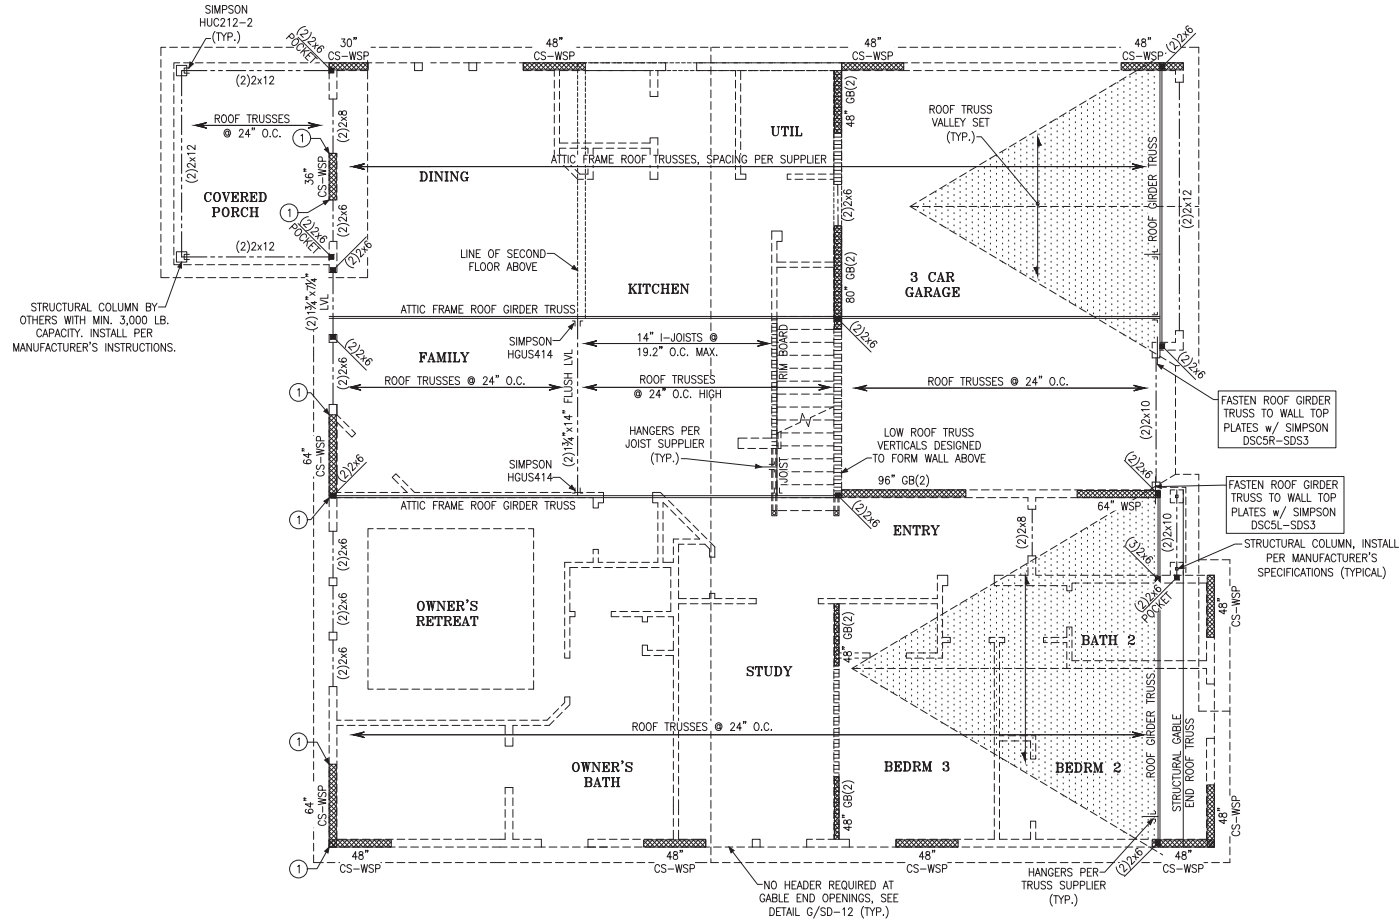 SIMPSON
HUC212-2
(TYP.)
(2)2x6
POCKET
30"
CS-WSP
48"
CS-WSP
48"
CS-WSP
48"
CS-WSP
(2)2x6
(2)2x12
ROOF TRUSSES
@ 24" O.C.
(2)2x8
1
36"
CS-WSP
(2)2x12
COVERED
PORCH
1
(2)2x6
(2)2x6
POCKET
(2)2x12
(2)2x6
DINING
UTIL
48" GB(2)
ROOF TRUSS
VALLEY SET
(TYP.)
ATTIC FRAME ROOF TRUSSES, SPACING PER SUPPLIER
(2)2x6
ROOF GIRDER TRUSS
(2)2x12
LINE OF SECOND
FLOOR ABOVE
KITCHEN
80" GB(2)
3 CAR
GARAGE
STRUCTURAL COLUMN BY
OTHERS WITH MIN. 3,000 LB.
CAPACITY. INSTALL PER
MANUFACTURER'S INSTRUCTIONS.
(2)1¾"x7¼"
LVL
ATTIC FRAME ROOF GIRDER TRUSS
(2)2x6
FAMILY
SIMPSON
HGUS414
14" I-JOISTS @
19.2" O.C. MAX.
RIM BOARD
(2)2x6
(2)2x6
(2)2x6
ROOF TRUSSES @ 24" O.C.
FLUSH LVL
ROOF TRUSSES
@ 24" O.C. HIGH
ROOF TRUSSES @ 24" O.C.
1
FASTEN ROOF GIRDER
TRUSS TO WALL TOP
PLATES w/ SIMPSON
DSC5R-SDS3
(2)2x10
(2)1¾"x14"
HANGERS PER
JOIST SUPPLIER
(TYP.)
LOW ROOF TRUSS
VERTICALS DESIGNED
TO FORM WALL ABOVE
64"
CS-WSP
(2)2x6
SIMPSON
HGUS414
JOIST
96" GB(2)
(2)2x6
1
ATTIC FRAME ROOF GIRDER TRUSS
(2)2x6
64" WSP
FASTEN ROOF GIRDER
TRUSS TO WALL TOP
PLATES w/ SIMPSON
DSC5L-SDS3
ENTRY
(2)2x8
(2)2x10
(2)2x6
(3)2x6
STRUCTURAL COLUMN, INSTALL
PER MANUFACTURER'S
SPECIFICATIONS (TYPICAL)
(2)2x6
POCKET
48"
CS-WSP
OWNER'S
RETREAT
(2)2x6
48" GB(2)
BATH 2
STUDY
(2)2x6
ROOF GIRDER TRUSS
STRUCTURAL GABLE
END ROOF TRUSS
ROOF TRUSSES @ 24" O.C.
1
OWNER'S
BATH
BEDRM 3
BEDRM 2
64"
CS-WSP
48" GB(2)
48"
CS-WSP
1
48"
CS-WSP
48"
CS-WSP
48"
CS-WSP
(2)2x6
48"
CS-WSP
NO HEADER REQUIRED AT
GABLE END OPENINGS, SEE
DETAIL G/SD-12 (TYP.)
HANGERS PER
TRUSS SUPPLIER
(TYP.)